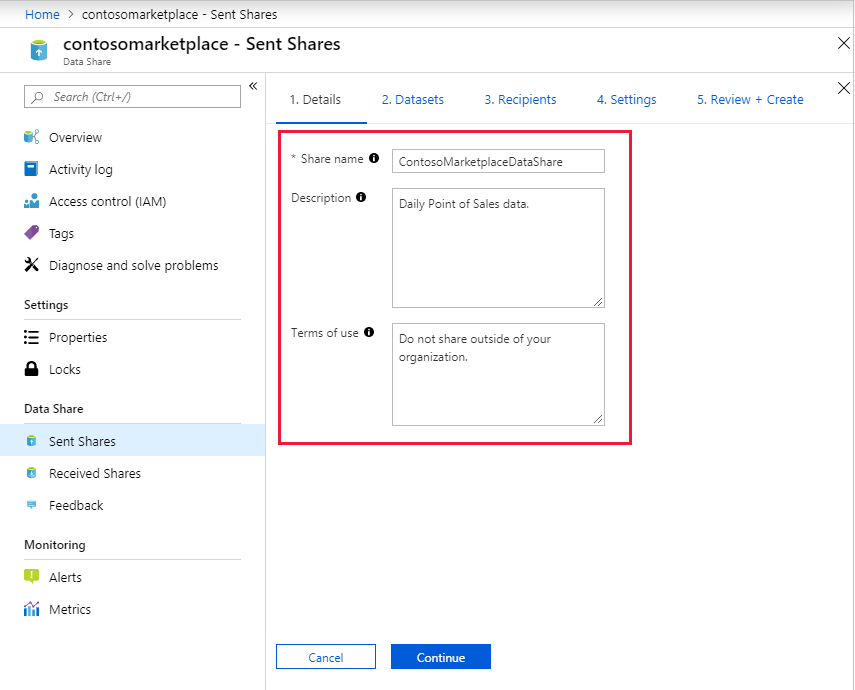 Home > contosomarketplace - Sent Shares
contosomarketplace - Sent Shares
Data Share
Search (Ctrl+/)
Overview
Activity log
Access control (IAM)
Tags
Diagnose and solve problems
Settings
Properties
Locks
Data Share
Sent Shares
Received Shares
Feedback
Monitoring
Alerts
Metrics
1. Details 2. Datasets 3. Recipients 4. Settings 5. Review + Create
* Share name ContosoMarketplaceDataShare
Description Daily Point of Sales data.
Terms of use Do not share outside of your
organization.
Cancel Continue